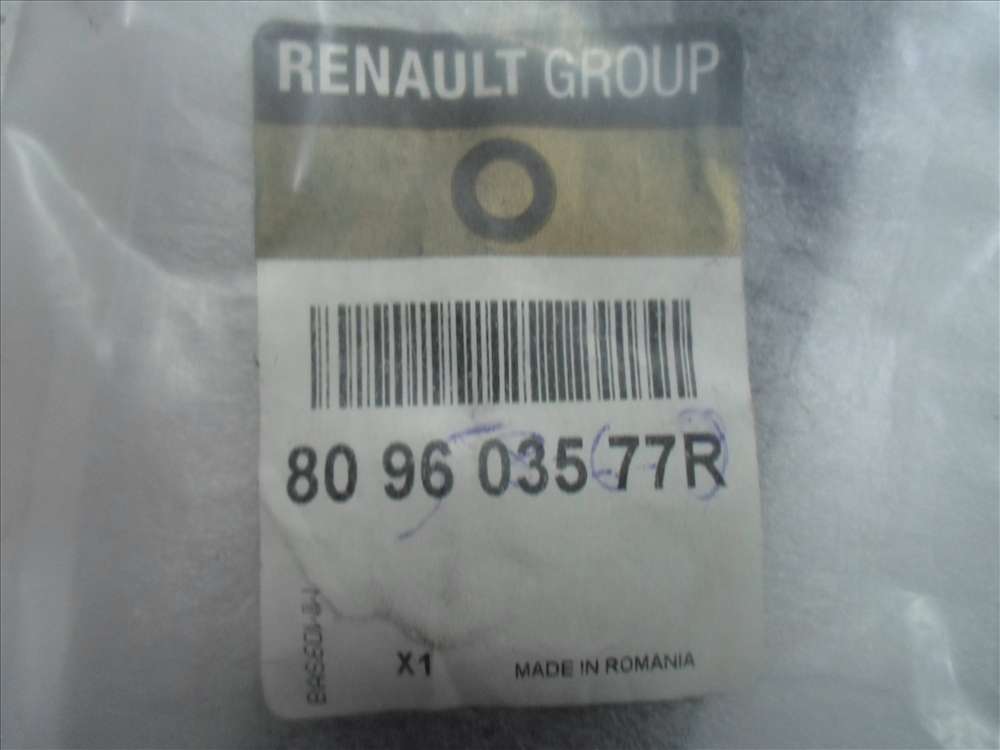 RENAULT GROUP
80 96 035 77R
X1
MADE IN ROMANIA